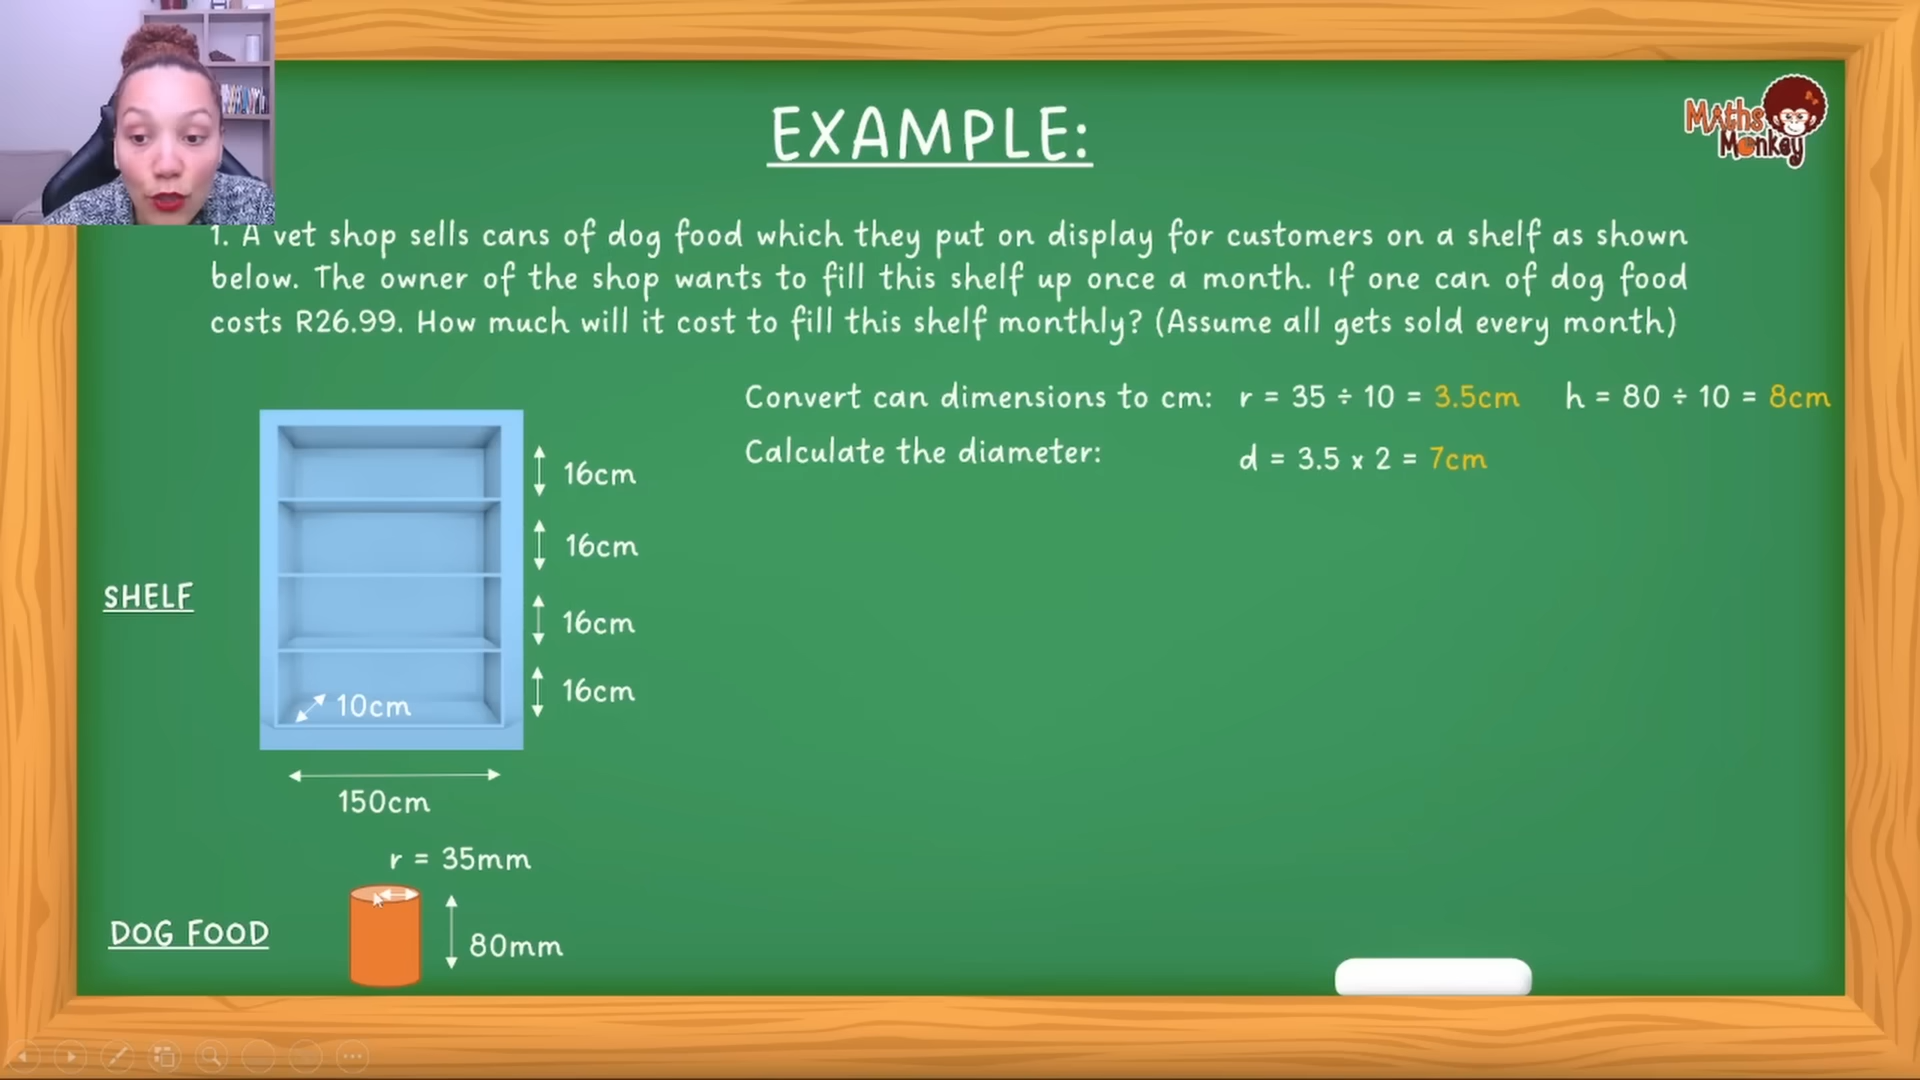 EXAMPLE:
Maths
Monkey
1. A vet shop sells cans of dog food which they put on display for customers on a shelf as shown
below. The owner of the shop wants to fill this shelf up once a month. If one can of dog food
costs R26.99. How much will it cost to fill this shelf monthly? (Assume all gets sold every month)
Convert can dimensions to cm: r = 35 ÷ 10 = 3.5cm h = 80 ÷ 10 = 8cm
Calculate the diameter: d = 3.5 x 2 = 7cm
16cm
16cm
SHELF
16cm
16cm
10cm
150cm
r = 35mm
DOG FOOD
80mm